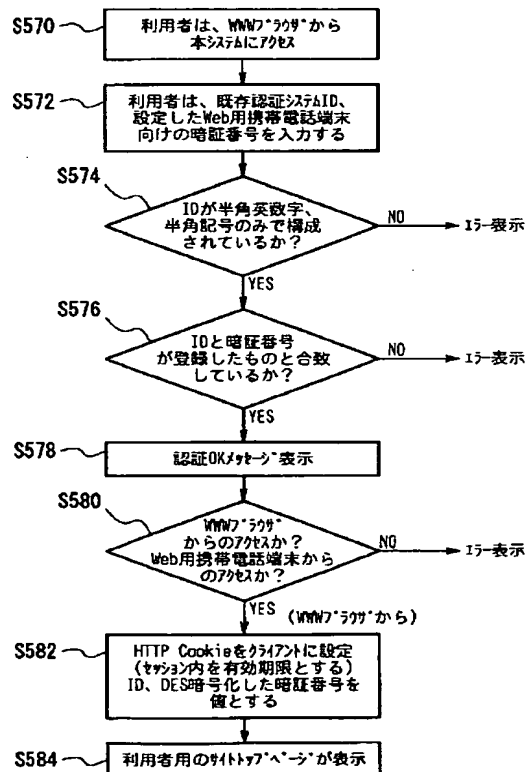 S570
利用者は、WWWﾌﾞﾗｳｻﾞから
本ｼｽﾃﾑにｱｸｾｽ
S572
利用者は、既存認証ｼｽﾃﾑID、
設定したWeb用携帯電話端末
向けの暗証番号を入力する
S574
IDが半角英数字、
半角記号のみで構成
されているか?
NO
ｴﾗｰ表示
YES
S576
IDと暗証番号
が登録したものと合致
しているか?
NO
ｴﾗｰ表示
YES
S578
認証OKﾒｯｾｰｼﾞ表示
S580
WWWﾌﾞﾗｳｻﾞ
からのｱｸｾｽか?
Web用携帯電話端末から
のｱｸｾｽか?
NO
ｴﾗｰ表示
YES
(WWWﾌﾞﾗｳｻﾞから)
S582
HTTP Cookieをｸﾗｲｱﾝﾄに設定
(ｾｯｼｮﾝ内を有効期限とする)
ID、DES暗号化した暗証番号を
値とする
S584
利用者用のｻｲﾄﾄｯﾌﾟﾍﾟｰｼﾞが表示